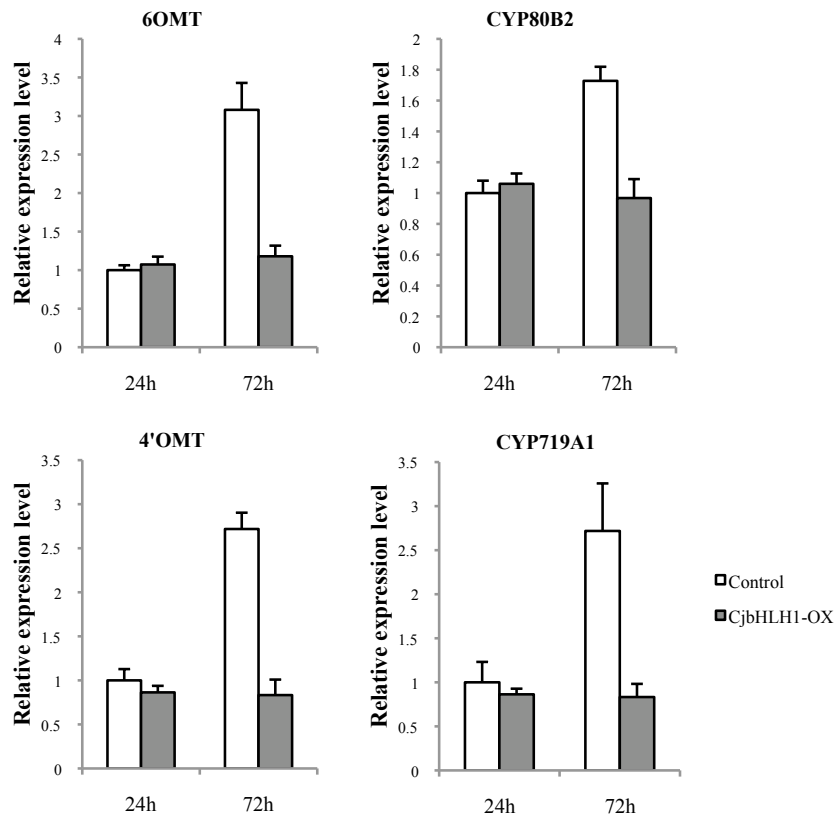 6OMT
Relative expression level
4
3.5
3
2.5
2
1.5
1
0.5
0
24h
72h
CYP80B2
Relative expression level
2
1.8
1.6
1.4
1.2
1
0.8
0.6
0.4
0.2
0
24h
72h
4'OMT
Relative expression level
3.5
3
2.5
2
1.5
1
0.5
0
24h
72h
CYP719A1
Relative expression level
3.5
3
2.5
2
1.5
1
0.5
0
24h
72h
Control
CjbHLH1-OX